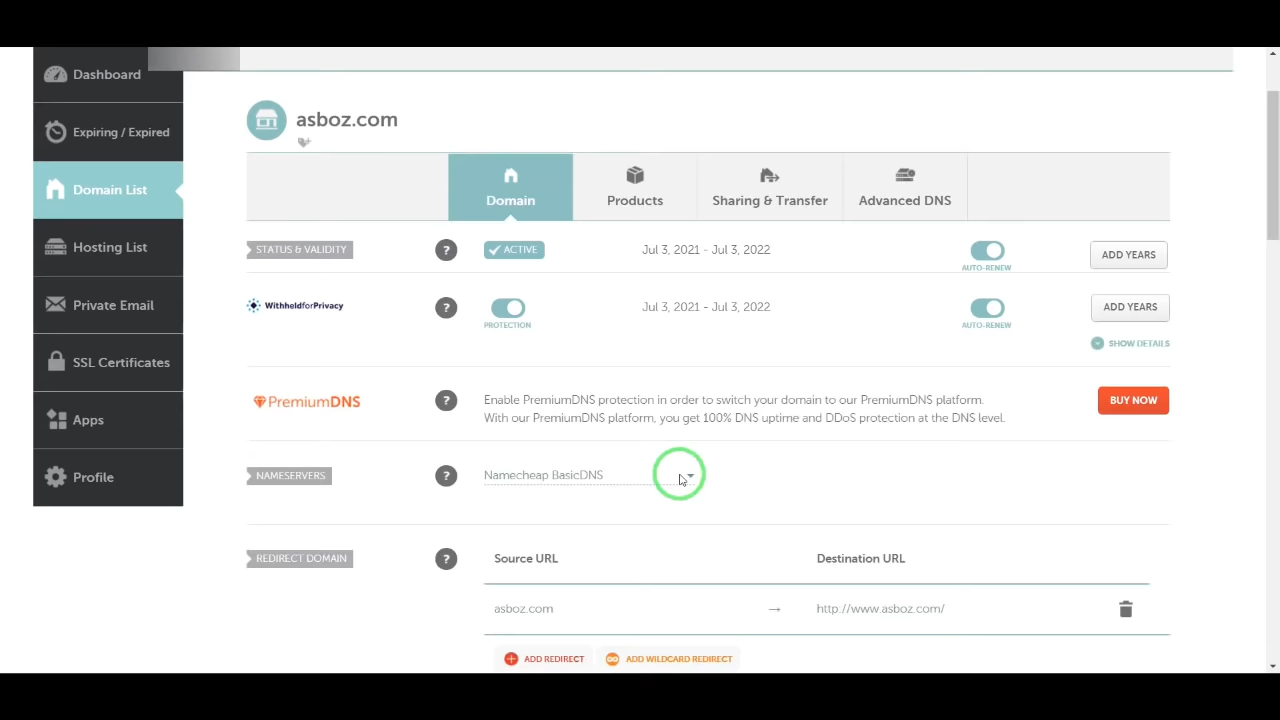 Dashboard
Expiring / Expired
Domain List
Hosting List
Private Email
SSL Certificates
Apps
Profile
asboz.com
Domain
Products
Sharing & Transfer
Advanced DNS
STATUS & VALIDITY
?
ACTIVE
Jul 3, 2021 - Jul 3, 2022
AUTO-RENEW
ADD YEARS
WithheldforPrivacy
?
PROTECTION
Jul 3, 2021 - Jul 3, 2022
AUTO-RENEW
ADD YEARS
SHOW DETAILS
PremiumDNS
?
Enable PremiumDNS protection in order to switch your domain to our PremiumDNS platform.
With our PremiumDNS platform, you get 100% DNS uptime and DDoS protection at the DNS level.
BUY NOW
NAMESERVERS
?
Namecheap BasicDNS
REDIRECT DOMAIN
?
Source URL
Destination URL
asboz.com
→
http://www.asboz.com/
ADD REDIRECT
ADD WILDCARD REDIRECT